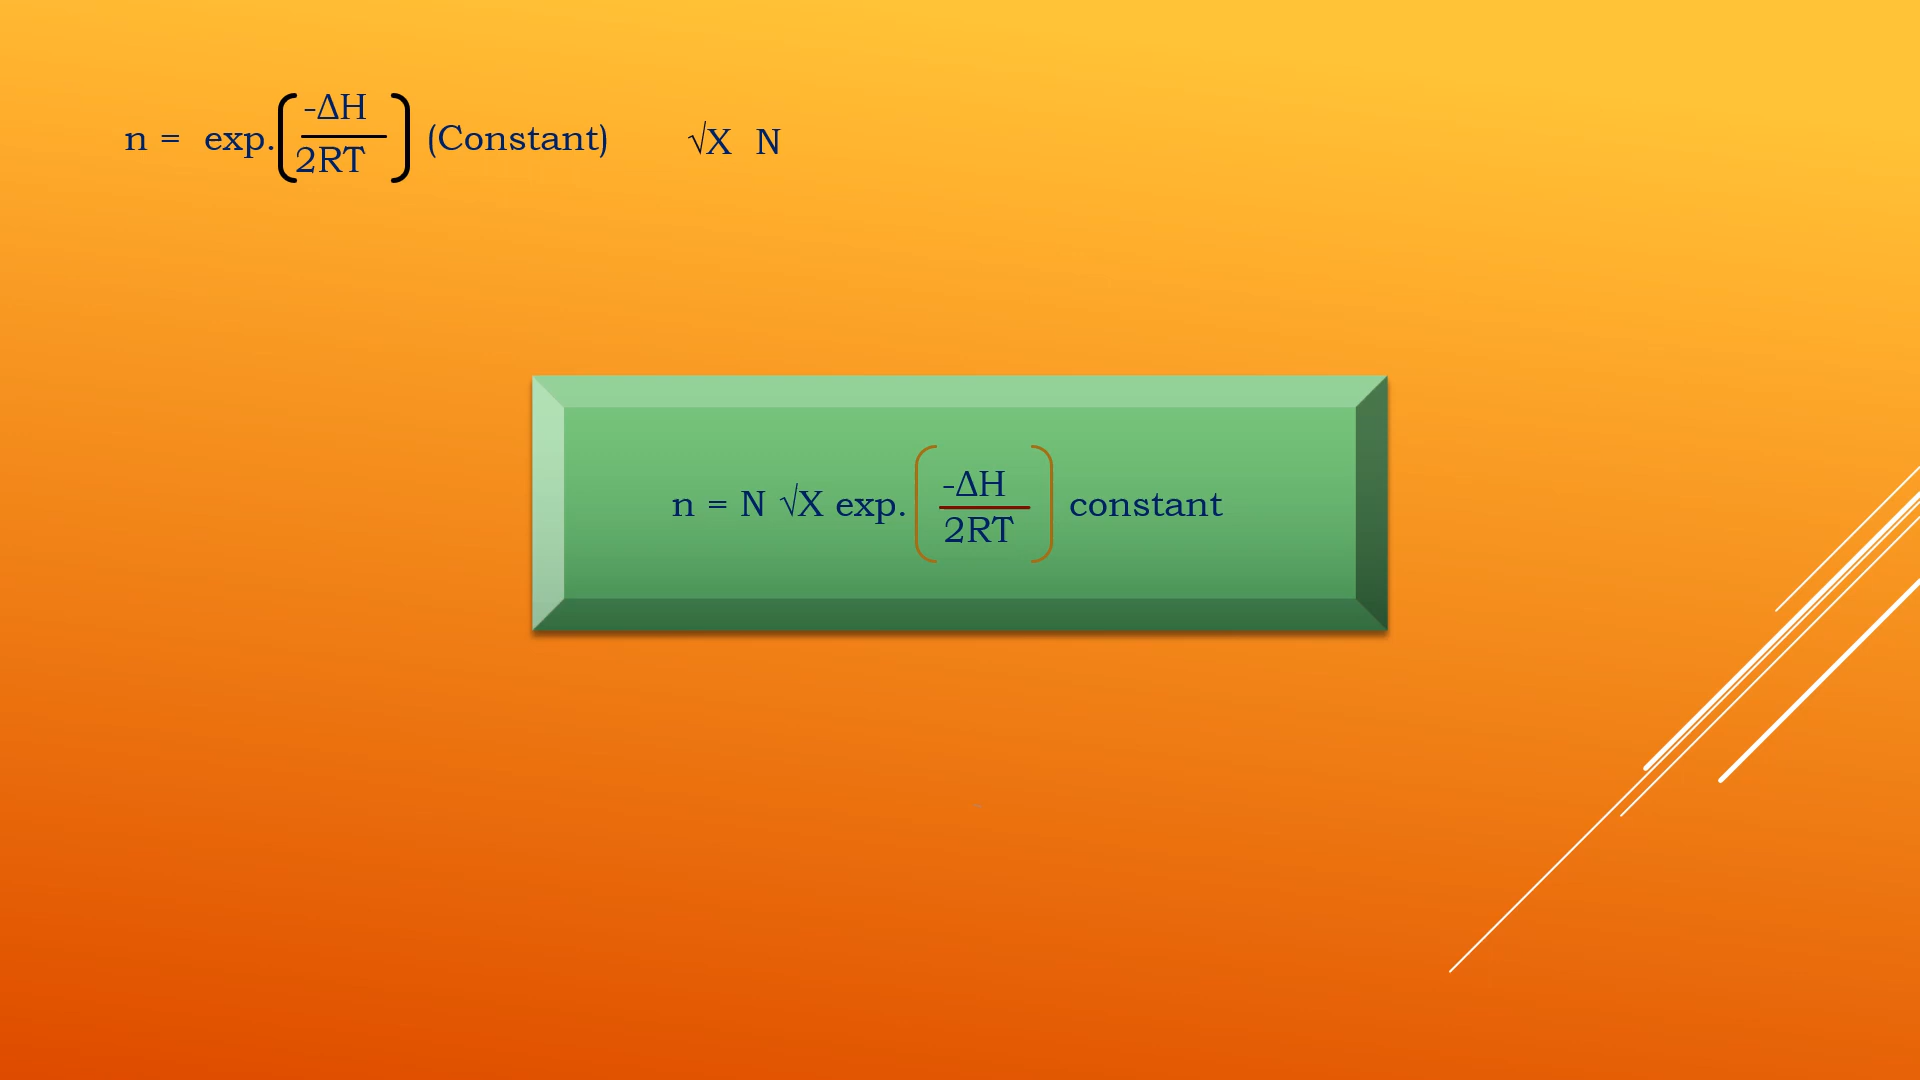 n = exp.(-ΔH/2RT) (Constant) √X N
n = N √X exp.(-ΔH/2RT) constant